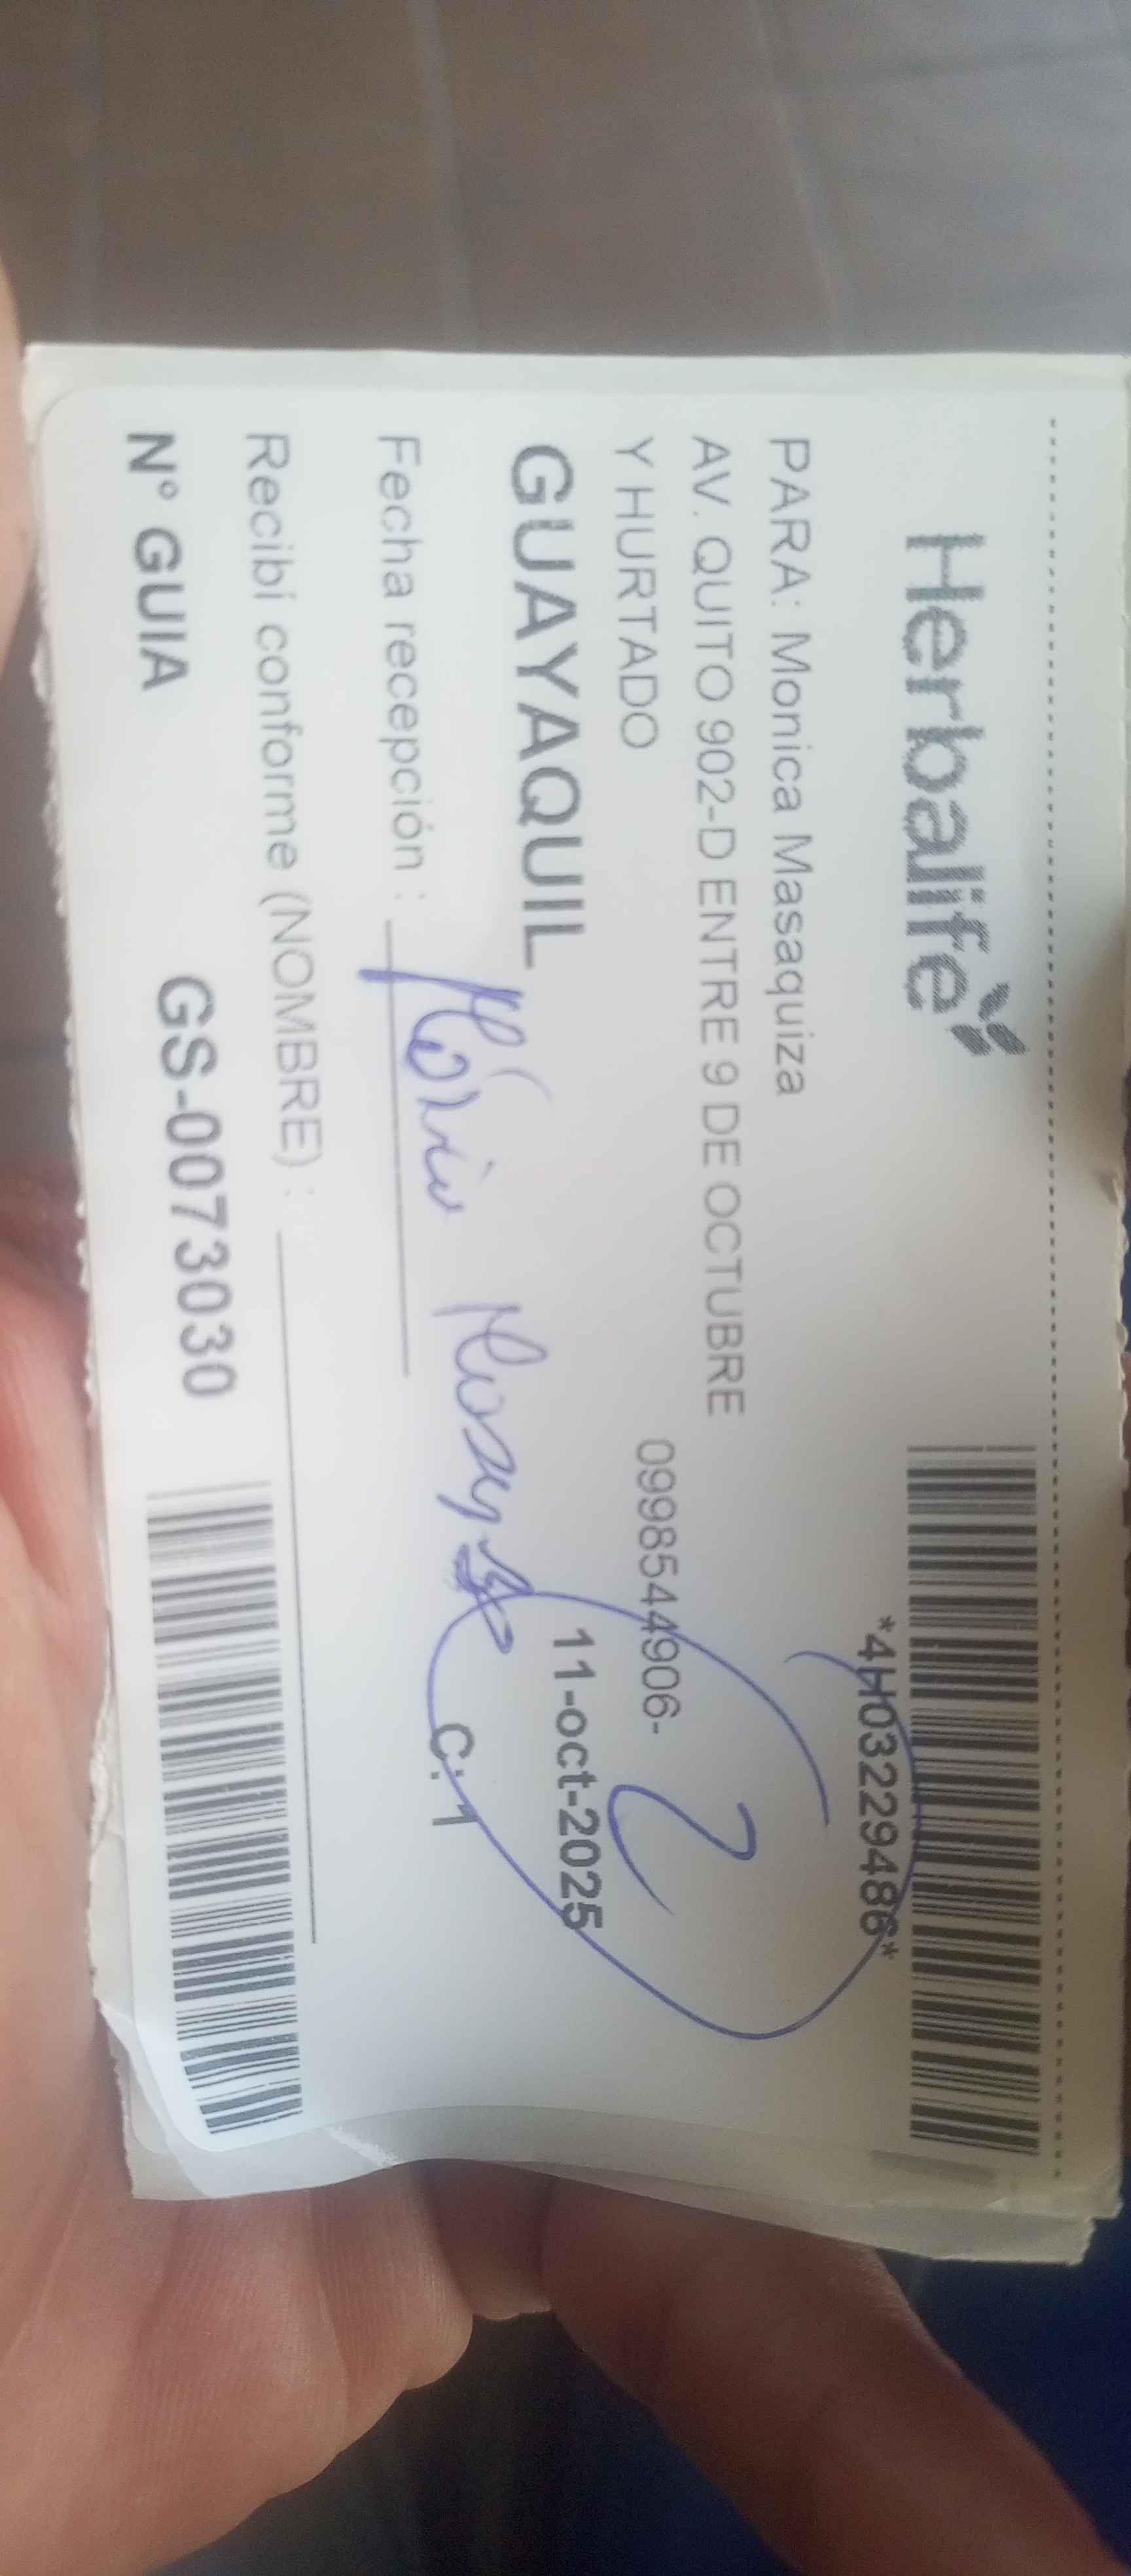 Herbalife
*4H03229486*
PARA: Monica Masaquiza
AV. QUITO 902-D ENTRE 9 DE OCTUBRE
Y HURTADO
0998544906-
GUAYAQUIL
11-oct-2025
Fecha recepción :
C: 1
Recibí conforme (NOMBRE) :
N° GUIA GS-0073030